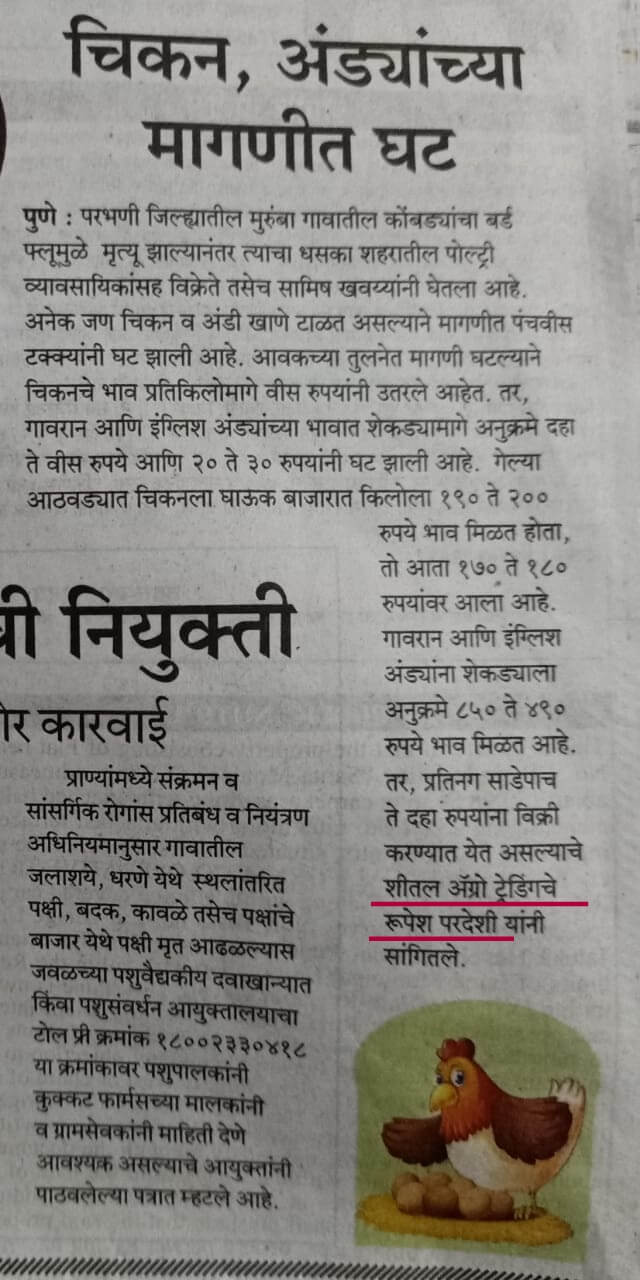 चिकन, अंड्यांच्या
मागणीत घट
पुणे : परभणी जिल्ह्यातील मुरुंबा गावातील कोंबड्यांचा बर्ड
फ्लूमुळे मृत्यू झाल्यानंतर त्याचा धसका शहरातील पोल्ट्री
व्यावसायिकांसह विक्रेते तसेच सामिष खवय्यांनी घेतला आहे.
अनेक जण चिकन व अंडी खाणे टाळत असल्याने मागणीत पंचवीस
टक्क्यांनी घट झाली आहे. आवकच्या तुलनेत मागणी घटल्याने
चिकनचे भाव प्रतिकिलोमागे वीस रुपयांनी उतरले आहेत. तर,
गावरान आणि इंग्लिश अंड्यांच्या भावात शेकड्यामागे अनुक्रमे दहा
ते वीस रुपये आणि २० ते ३० रुपयांनी घट झाली आहे. गेल्या
आठवड्यात चिकनला घाऊक बाजारात किलोला १९० ते २००
रुपये भाव मिळत होता,
तो आता १७० ते १८०
रुपयांवर आला आहे.
गावरान आणि इंग्लिश
अंड्यांना शेकड्याला
अनुक्रमे ८५० ते ४९०
रुपये भाव मिळत आहे.
तर, प्रतिनग साडेपाच
ते दहा रुपयांना विक्री
करण्यात येत असल्याचे
शीतल ॲग्रो ट्रेडिंगचे
रूपेश परदेशी यांनी
सांगितले.
नियुक्ती
कारवाई
प्राण्यांमध्ये संक्रमन व
सांसर्गिक रोगांस प्रतिबंध व नियंत्रण
अधिनियमानुसार गावातील
जलाशये, धरणे येथे स्थलांतरित
पक्षी, बदक, कावळे तसेच पक्षांचे
बाजार येथे पक्षी मृत आढळल्यास
जवळच्या पशुवैद्यकीय दवाखान्यात
किंवा पशुसंवर्धन आयुक्तालयाचा
टोल फ्री क्रमांक १८००२३३०४१८
या क्रमांकावर पशुपालकांनी
कुक्कट फार्मसच्या मालकांनी
व ग्रामसेवकांनी माहिती देणे
आवश्यक असल्याचे आयुक्तांनी
पाठवलेल्या पत्रात म्हटले आहे.